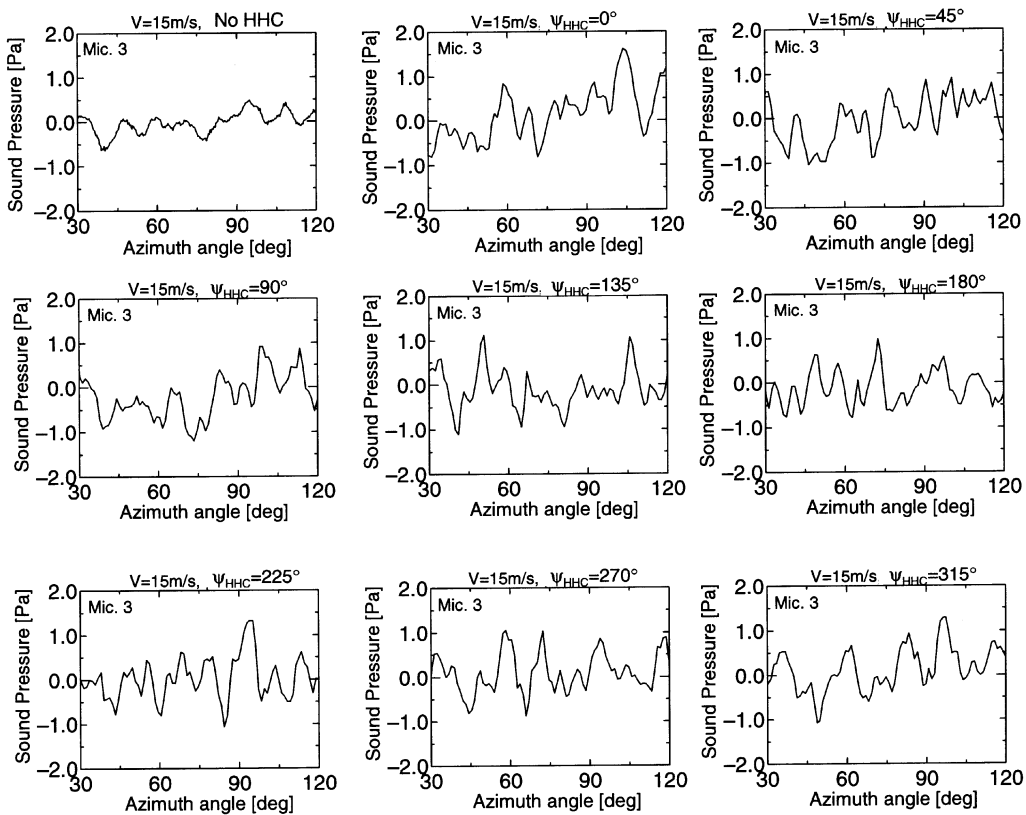 V=15m/s, No HHC
Mic. 3
Sound Pressure [Pa]
2.0
1.0
0.0
−1.0
−2.0
30 60 90 120
Azimuth angle [deg]
V=15m/s, ψHHC=0°
Mic. 3
Sound Pressure [Pa]
2.0
1.0
0.0
−1.0
−2.0
30 60 90 120
Azimuth angle [deg]
V=15m/s, ψHHC=45°
Mic. 3
Sound Pressure [Pa]
2.0
1.0
0.0
−1.0
−2.0
30 60 90 120
Azimuth angle [deg]
V=15m/s, ψHHC=90°
Mic. 3
Sound Pressure [Pa]
2.0
1.0
0.0
−1.0
−2.0
30 60 90 120
Azimuth angle [deg]
V=15m/s, ψHHC=135°
Mic. 3
Sound Pressure [Pa]
2.0
1.0
0.0
−1.0
−2.0
30 60 90 120
Azimuth angle [deg]
V=15m/s, ψHHC=180°
Mic. 3
Sound Pressure [Pa]
2.0
1.0
0.0
−1.0
−2.0
30 60 90 120
Azimuth angle [deg]
V=15m/s, ψHHC=225°
Mic. 3
Sound Pressure [Pa]
2.0
1.0
0.0
−1.0
−2.0
30 60 90 120
Azimuth angle [deg]
V=15m/s, ψHHC=270°
Mic. 3
Sound Pressure [Pa]
2.0
1.0
0.0
−1.0
−2.0
30 60 90 120
Azimuth angle [deg]
V=15m/s, ψHHC=315°
Mic. 3
Sound Pressure [Pa]
2.0
1.0
0.0
−1.0
−2.0
30 60 90 120
Azimuth angle [deg]